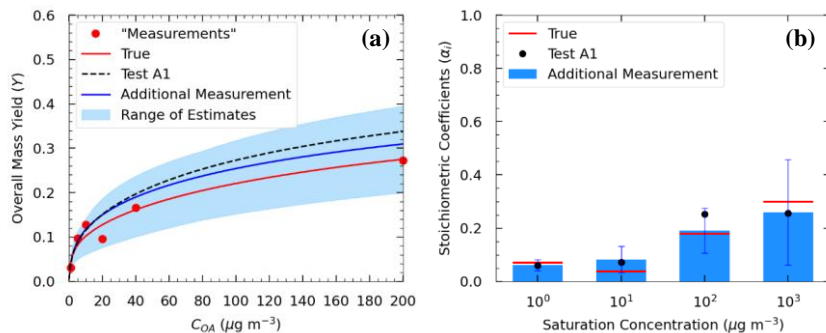 (a)
"Measurements"
True
Test A1
Additional Measurement
Range of Estimates
Overall Mass Yield (Y)
0.6
0.5
0.4
0.3
0.2
0.1
0.0
0 20 40 60 80 100 120 140 160 180 200
C_OA (µg m⁻³)
(b)
True
Test A1
Additional Measurement
Stoichiometric Coefficients (α_i)
1.0
0.8
0.6
0.4
0.2
0.0
10⁰ 10¹ 10² 10³
Saturation Concentration (µg m⁻³)